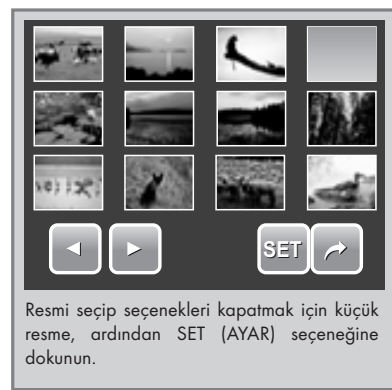 SET
Resmi seçip seçenekleri kapatmak için küçük
resme, ardından SET (AYAR) seçeneğine
dokunun.